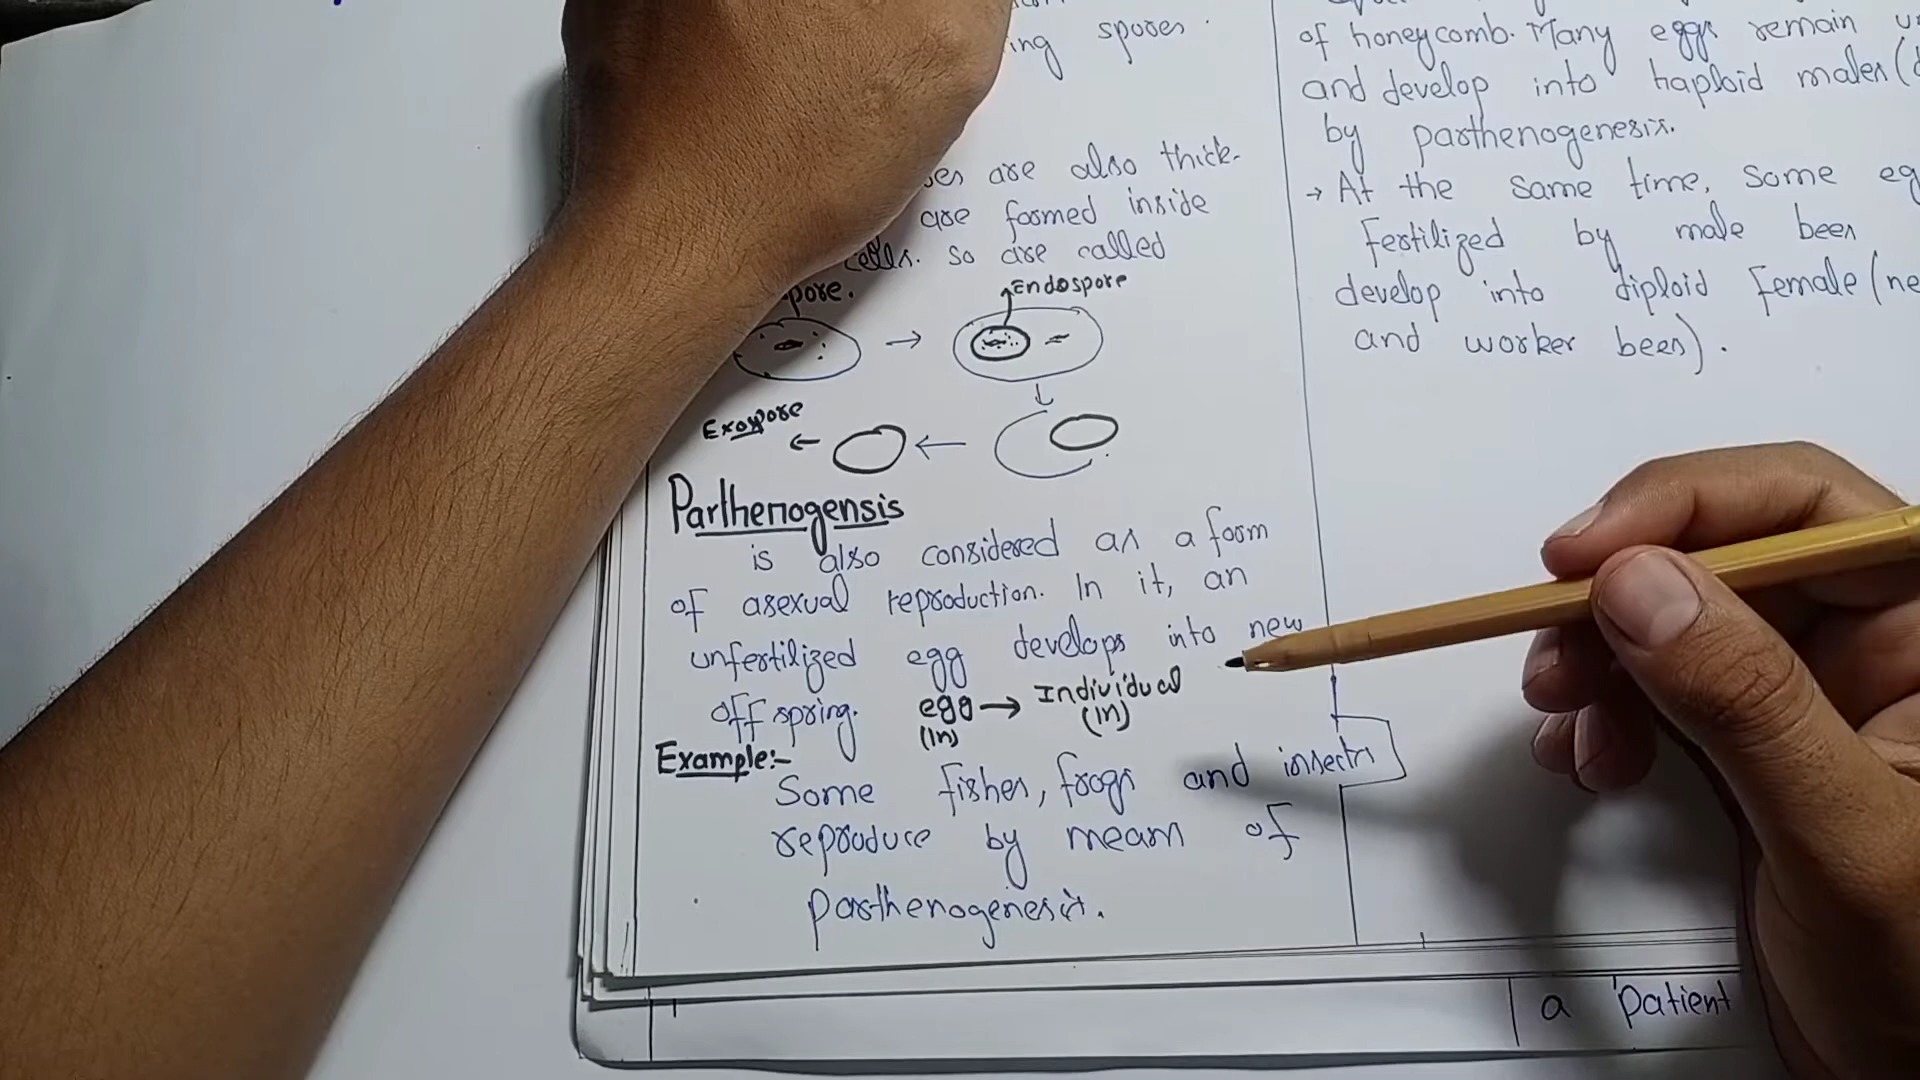 spores.
are also thick-
are formed inside
cells. so are called
pore.
Endospore
Exospore
Parthenogensis
is also considered as a form
of asexual reproduction. In it, an
unfertilized egg develops into new
offspring. egg → Individual
(1n) (1n)
Example:-
Some fishes, frogs and insects
reproduce by means of
parthenogenesis.
of honeycomb. Many eggs remain
and develop into haploid males (
by parthenogenesis.
→ At the same time, some
fertilized by male bees
develop into diploid female (
and worker bees).
a patient